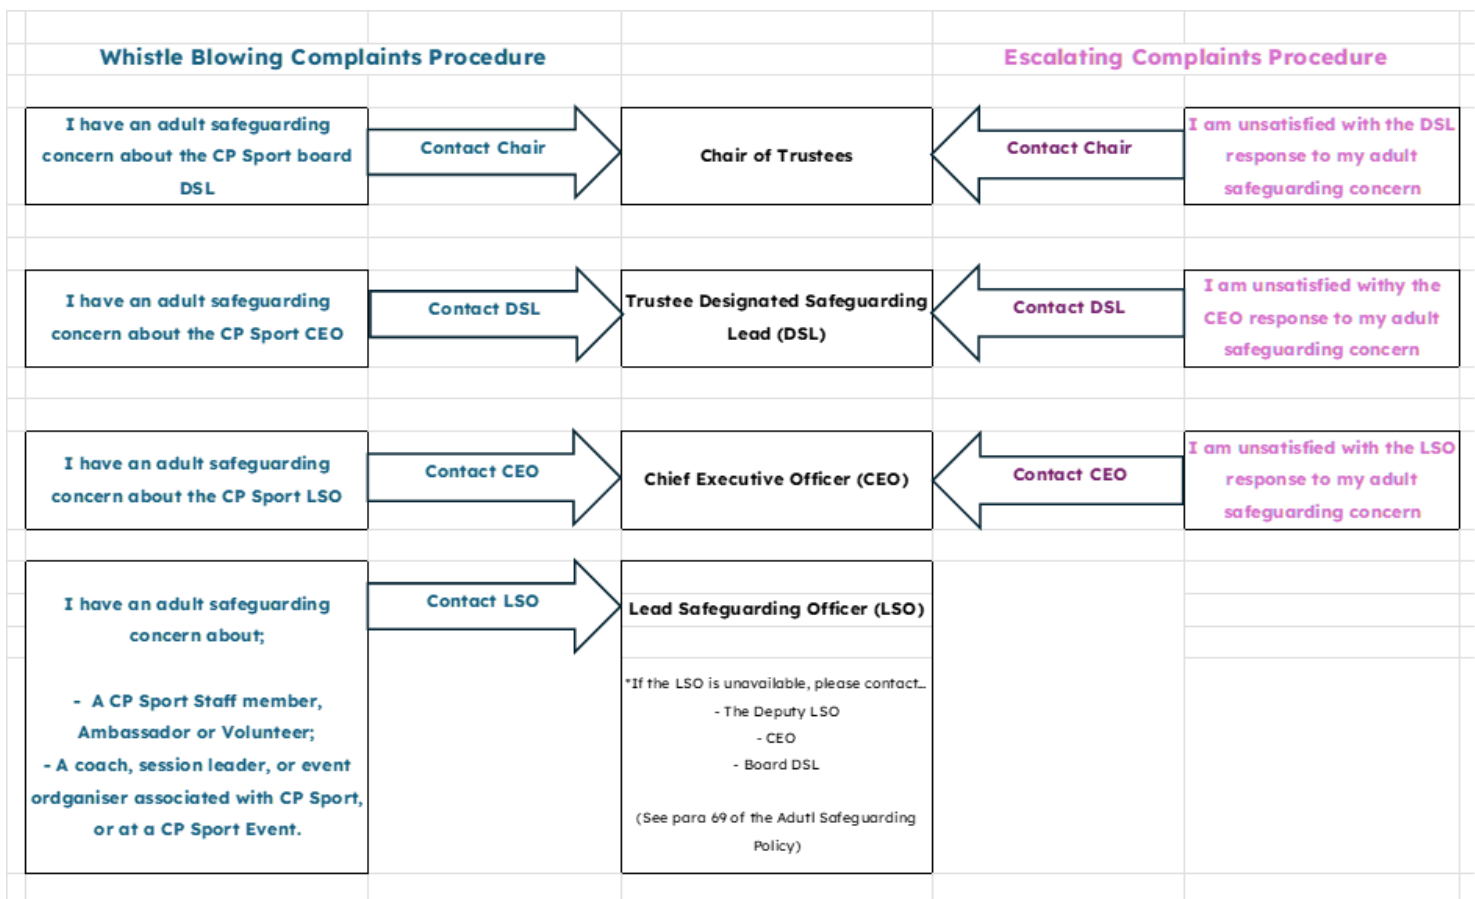 Whistle Blowing Complaints Procedure
Escalating Complaints Procedure
I have an adult safeguarding
concern about the CP Sport board
DSL
Contact Chair
Chair of Trustees
Contact Chair
I am unsatisfied with the DSL
response to my adult
safeguarding concern
I have an adult safeguarding
concern about the CP Sport CEO
Contact DSL
Trustee Designated Safeguarding
Lead (DSL)
Contact DSL
I am unsatisfied withy the
CEO response to my adult
safeguarding concern
I have an adult safeguarding
concern about the CP Sport LSO
Contact CEO
Chief Executive Officer (CEO)
Contact CEO
I am unsatisfied with the LSO
response to my adult
safeguarding concern
I have an adult safeguarding
concern about;
- A CP Sport Staff member,
Ambassador or Volunteer;
- A coach, session leader, or event
ordganiser associated with CP Sport,
or at a CP Sport Event.
Contact LSO
Lead Safeguarding Officer (LSO)
*If the LSO is unavailable, please contact...
- The Deputy LSO
- CEO
- Board DSL
(See para 69 of the Adutl Safeguarding
Policy)